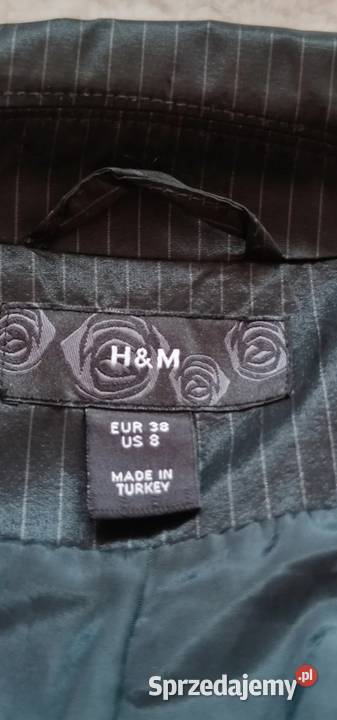 H&M
EUR 38
US 8
MADE IN
TURKEY
Sprzedajemy.pl